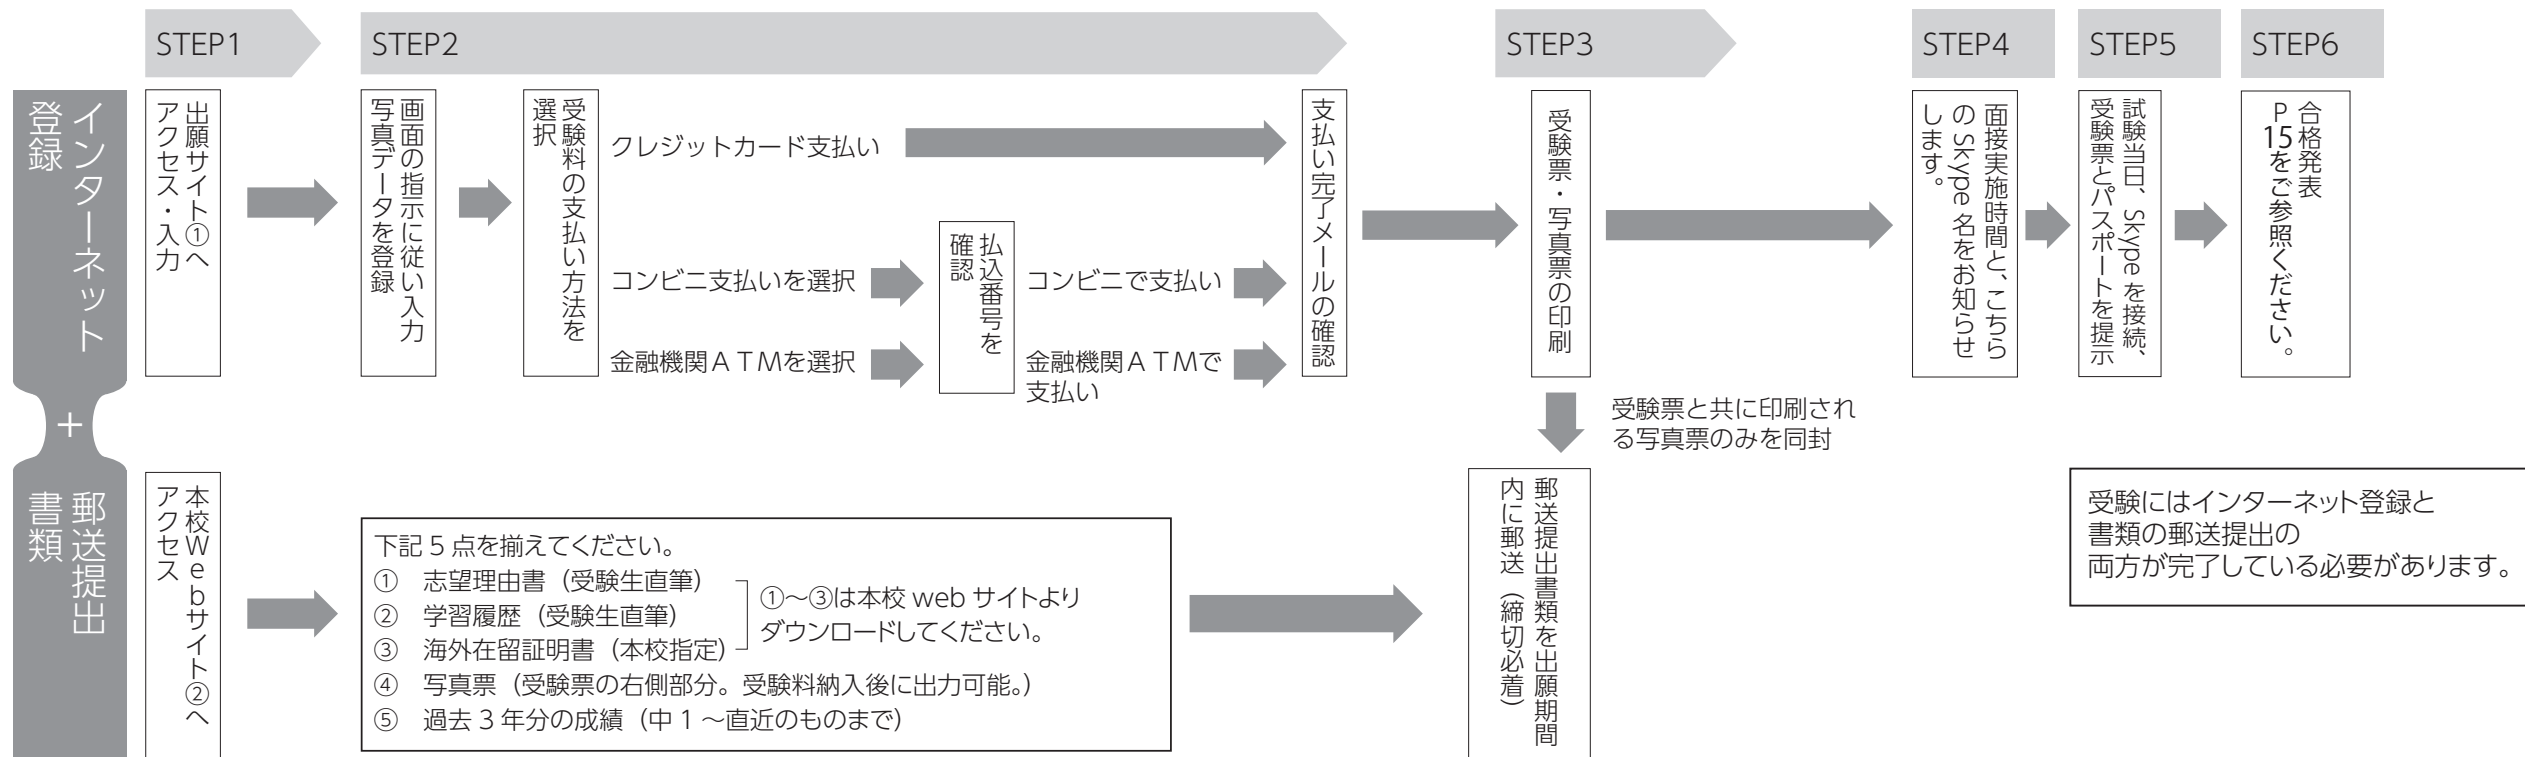 STEP1
STEP2
STEP3
STEP4
STEP5
STEP6
インターネット
登録
出願サイト①へ
アクセス・入力
画面の指示に従い入力
写真データを登録
受験料の支払い方法を
選択
クレジットカード支払い
コンビニ支払いを選択
金融機関ＡＴＭを選択
払込番号を
確認
コンビニで支払い
金融機関ＡＴＭで
支払い
支払い完了メールの確認
受験票・写真票の印刷
面接実施時間と、こちら
の Skype 名をお知らせ
します。
試験当日、Skype を接続、
受験票とパスポートを提示
合格発表
P 15をご参照ください。
受験票と共に印刷され
る写真票のみを同封
＋
郵送提出
書類
本校Ｗｅｂサイト②へ
アクセス
下記 5 点を揃えてください。
① 志望理由書（受験生直筆）
② 学習履歴（受験生直筆）
③ 海外在留証明書（本校指定）
①～③は本校 web サイトより
ダウンロードしてください。
④ 写真票（受験票の右側部分。受験料納入後に出力可能。）
⑤ 過去 3 年分の成績（中 1 ～直近のものまで）
郵送提出書類を出願期間
内に郵送（締切必着）
受験にはインターネット登録と
書類の郵送提出の
両方が完了している必要があります。